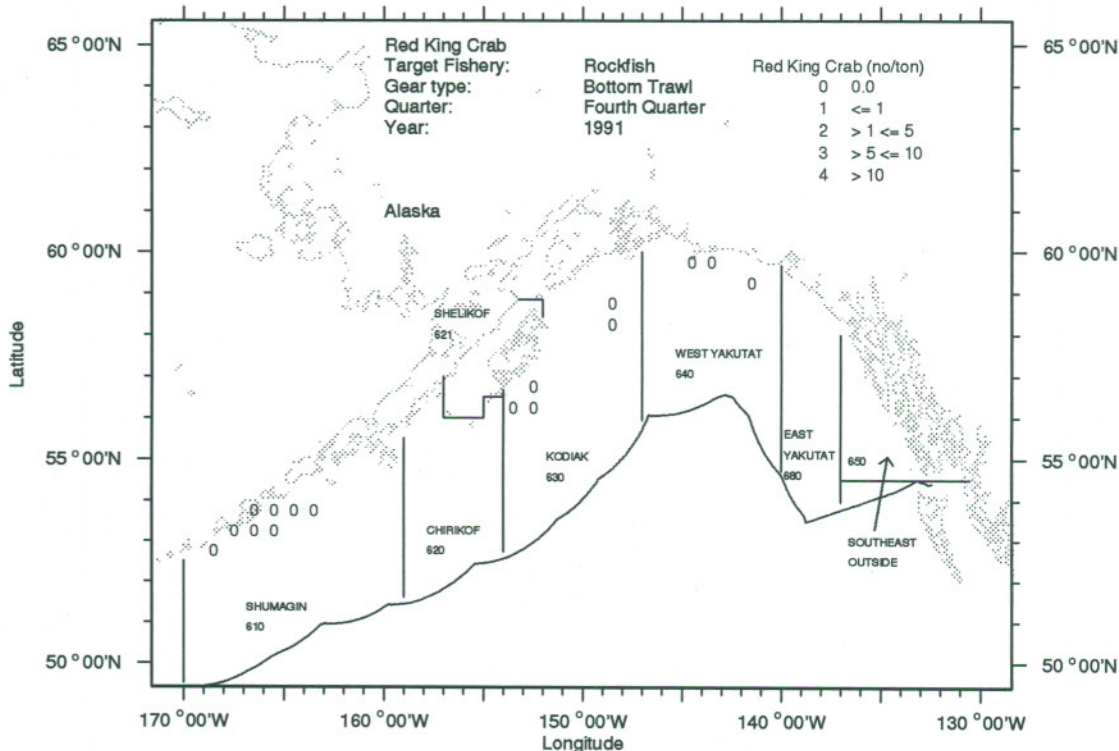 65 °00'N
60 °00'N
55 °00'N
50 °00'N
Latitude
Red King Crab
Target Fishery: Rockfish
Gear type: Bottom Trawl
Quarter: Fourth Quarter
Year: 1991
Red King Crab (no/ton)
0 0.0
1 <= 1
2 > 1 <= 5
3 > 5 <= 10
4 > 10
65 °00'N
60 °00'N
55 °00'N
50 °00'N
Alaska
0 0
0
0
0
SHELIKOF
621
WEST YAKUTAT
640
0
0 0
EAST
YAKUTAT
680
650
KODIAK
630
0 0 0 0
0 0 0
0
CHIRIKOF
620
SOUTHEAST
OUTSIDE
SHUMAGIN
610
170 °00'W
160 °00'W
150 °00'W
140 °00'W
130 °00'W
Longitude